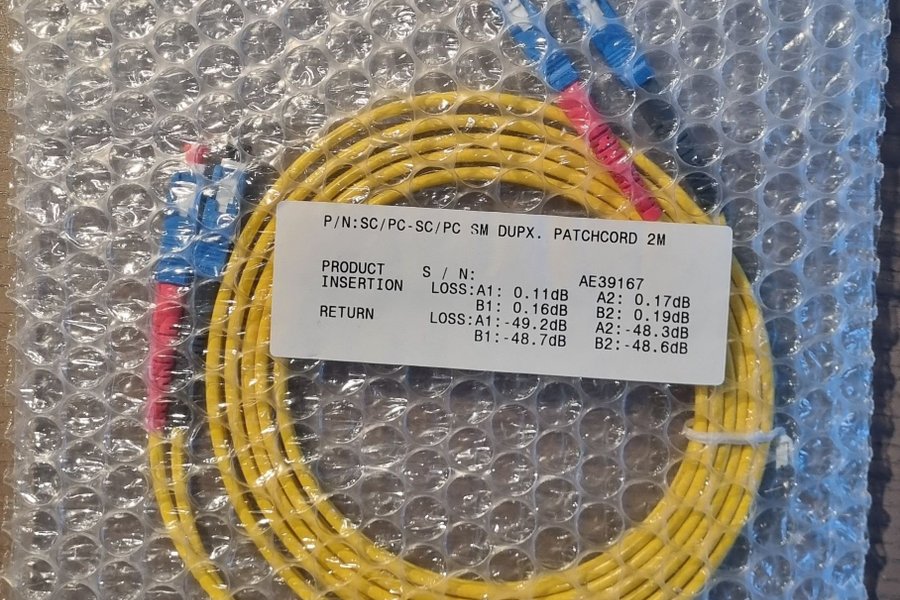 P/N:SC/PC-SC/PC SM DUPX. PATCHCORD 2M
PRODUCT S / N: AE39167
INSERTION LOSS:A1: 0.11dB A2: 0.17dB
B1: 0.16dB B2: 0.19dB
RETURN LOSS:A1:-49.2dB A2:-48.3dB
B1:-48.7dB B2:-48.6dB